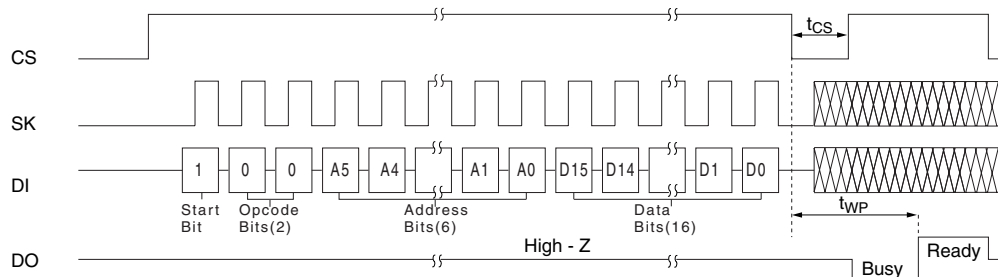 CS
tCS
SK
DI
1 0 0 A5 A4 A1 A0 D15 D14 D1 D0
Start
Bit
Opcode
Bits(2)
Address
Bits(6)
Data
Bits(16)
tWP
DO
High - Z
Busy
Ready